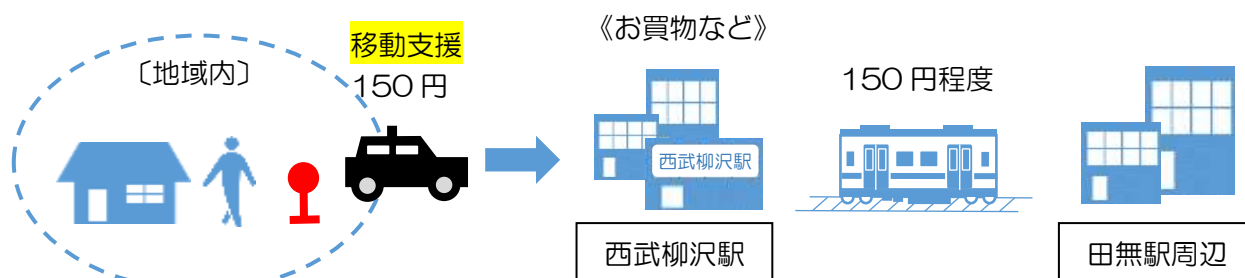 《お買物など》
移動支援
150円
〔地域内〕
150円程度
西武柳沢駅
西武柳沢駅
田無駅周辺